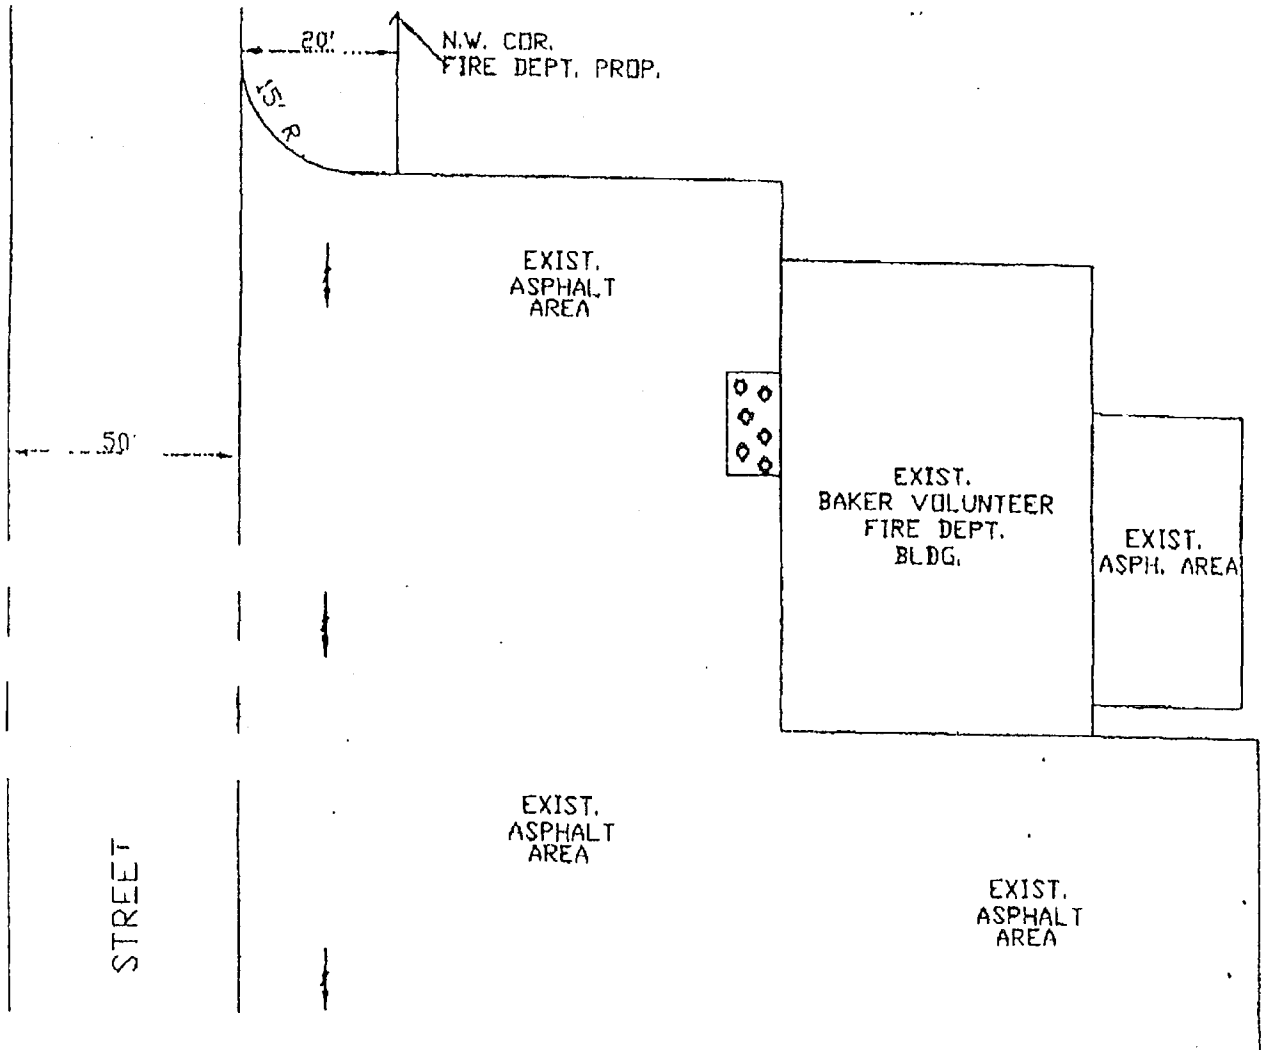 20'
N.W. COR.
FIRE DEPT. PROP.
15' R.
EXIST.
ASPHALT
AREA
50'
EXIST.
BAKER VOLUNTEER
FIRE DEPT.
BLDG.
EXIST.
ASPH. AREA
EXIST.
ASPHALT
AREA
STREET
EXIST.
ASPHALT
AREA